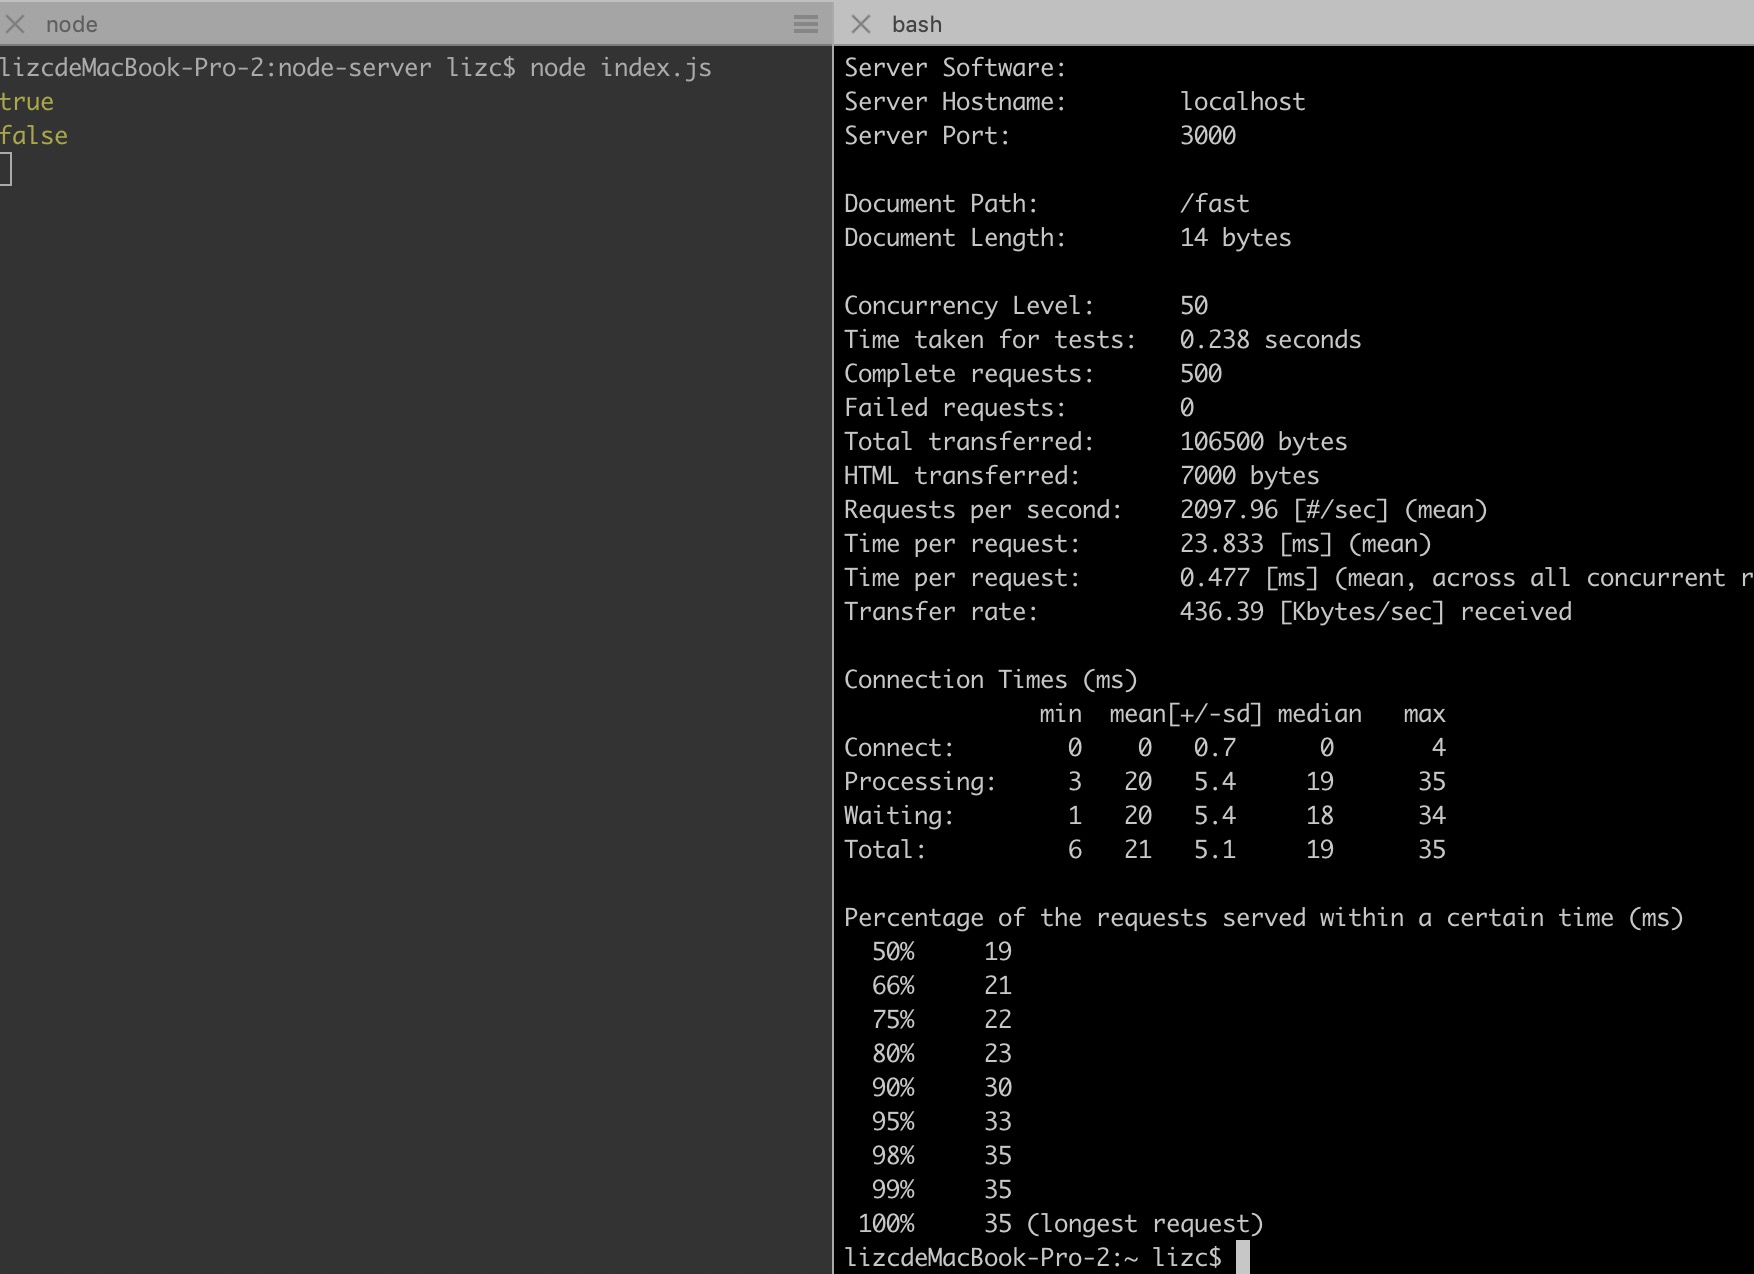 node
lizcdeMacBook-Pro-2:node-server lizc$ node index.js
true
false
bash
Server Software:
Server Hostname:        localhost
Server Port:            3000

Document Path:          /fast
Document Length:        14 bytes

Concurrency Level:      50
Time taken for tests:   0.238 seconds
Complete requests:      500
Failed requests:        0
Total transferred:      106500 bytes
HTML transferred:       7000 bytes
Requests per second:    2097.96 [#/sec] (mean)
Time per request:       23.833 [ms] (mean)
Time per request:       0.477 [ms] (mean, across all concurrent r
Transfer rate:          436.39 [Kbytes/sec] received

Connection Times (ms)
              min  mean[+/-sd] median   max
Connect:        0    0   0.7      0       4
Processing:     3   20   5.4     19      35
Waiting:        1   20   5.4     18      34
Total:          6   21   5.1     19      35

Percentage of the requests served within a certain time (ms)
  50%     19
  66%     21
  75%     22
  80%     23
  90%     30
  95%     33
  98%     35
  99%     35
 100%     35 (longest request)
lizcdeMacBook-Pro-2:~ lizc$